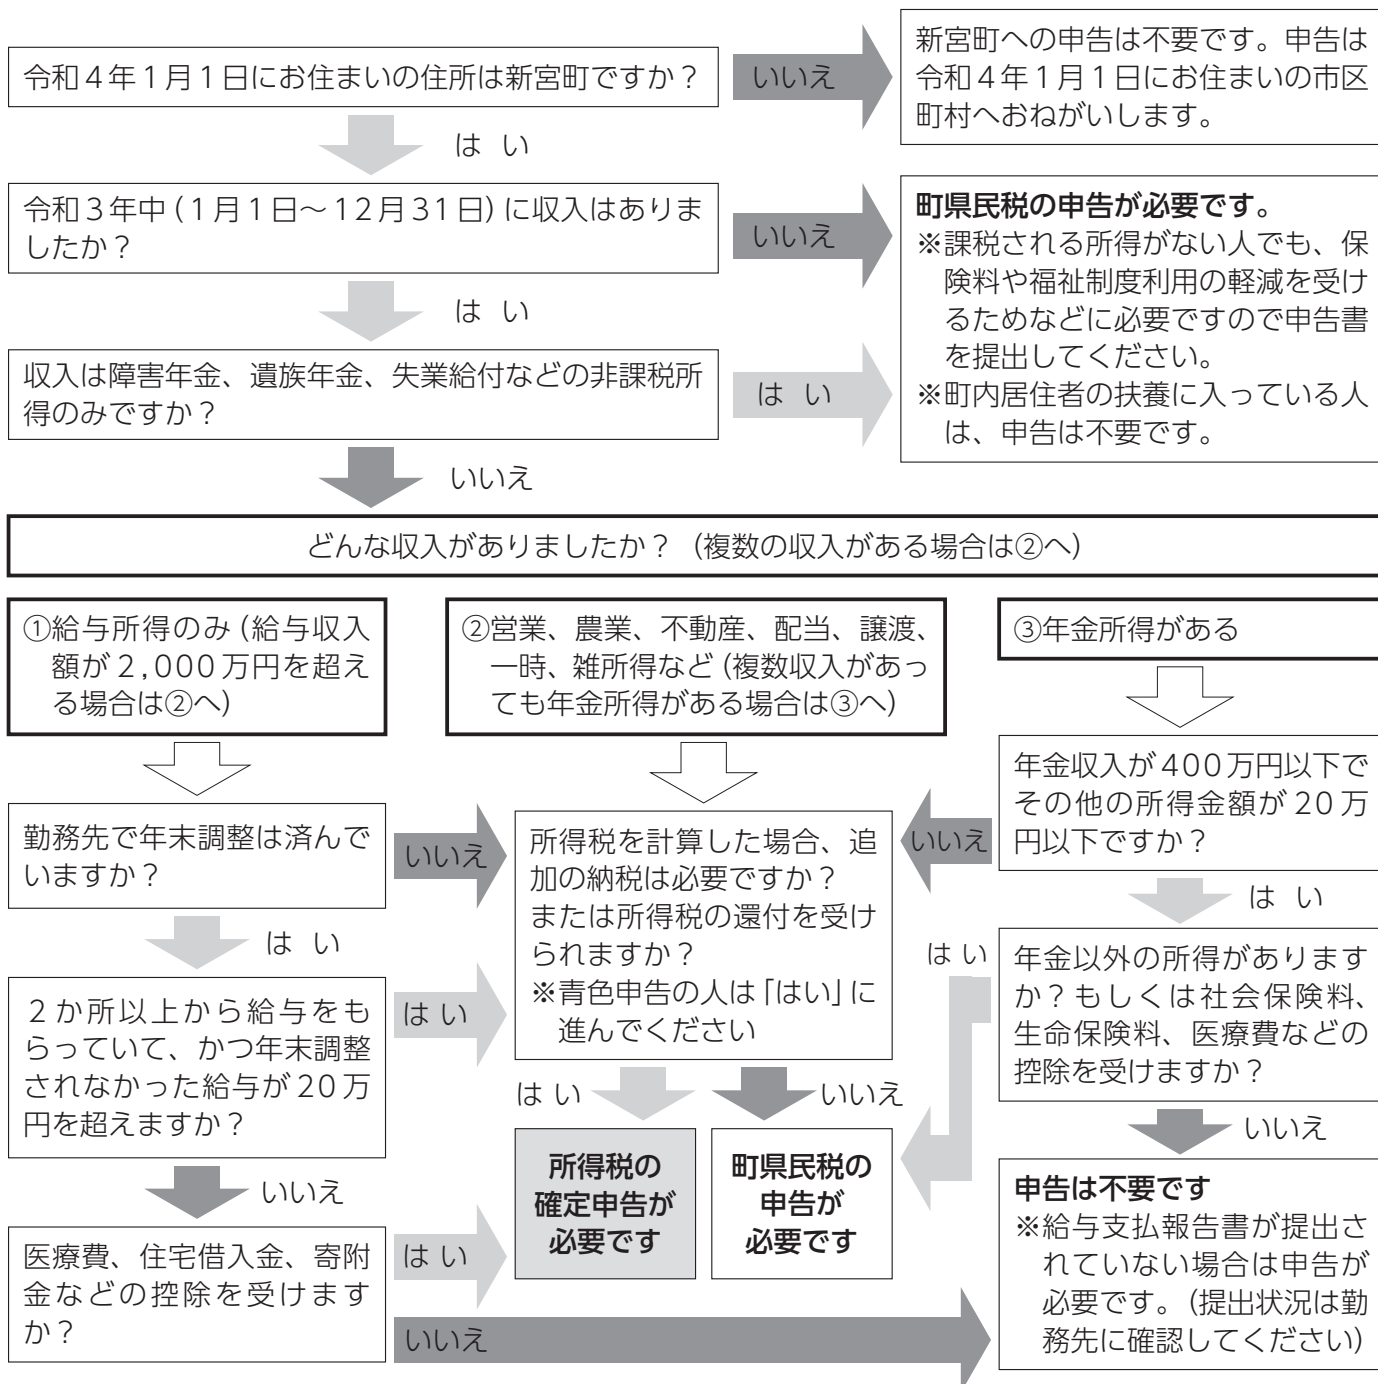 令和４年１月１日にお住まいの住所は新宮町ですか？
いいえ
新宮町への申告は不要です。申告は
令和４年１月１日にお住まいの市区
町村へおねがいします。
はい
令和３年中（１月１日～１２月３１日）に収入はありま
したか？
いいえ
町県民税の申告が必要です。
※課税される所得がない人でも、保
険料や福祉制度利用の軽減を受け
るためなどに必要ですので申告書
を提出してください。
※町内居住者の扶養に入っている人
は、申告は不要です。
はい
収入は障害年金、遺族年金、失業給付などの非課税所
得のみですか？
はい
いいえ
どんな収入がありましたか？（複数の収入がある場合は②へ）
①給与所得のみ（給与収入
額が２,０００万円を超え
る場合は②へ）
②営業、農業、不動産、配当、譲渡、
一時、雑所得など（複数収入があっ
ても年金所得がある場合は③へ）
③年金所得がある
勤務先で年末調整は済んで
いますか？
いいえ
はい
２か所以上から給与をも
らっていて、かつ年末調整
されなかった給与が２０万
円を超えますか？
はい
いいえ
医療費、住宅借入金、寄附
金などの控除を受けます
か？
はい
いいえ
所得税を計算した場合、追
加の納税は必要ですか？
または所得税の還付を受け
られますか？
※青色申告の人は「はい」に
進んでください
はい
いいえ
所得税の
確定申告が
必要です
町県民税の
申告が
必要です
年金収入が４００万円以下で
その他の所得金額が２０万
円以下ですか？
いいえ
はい
年金以外の所得があります
か？もしくは社会保険料、
生命保険料、医療費などの
控除を受けますか？
はい
いいえ
申告は不要です
※給与支払報告書が提出さ
れていない場合は申告が
必要です。（提出状況は勤
務先に確認してください）